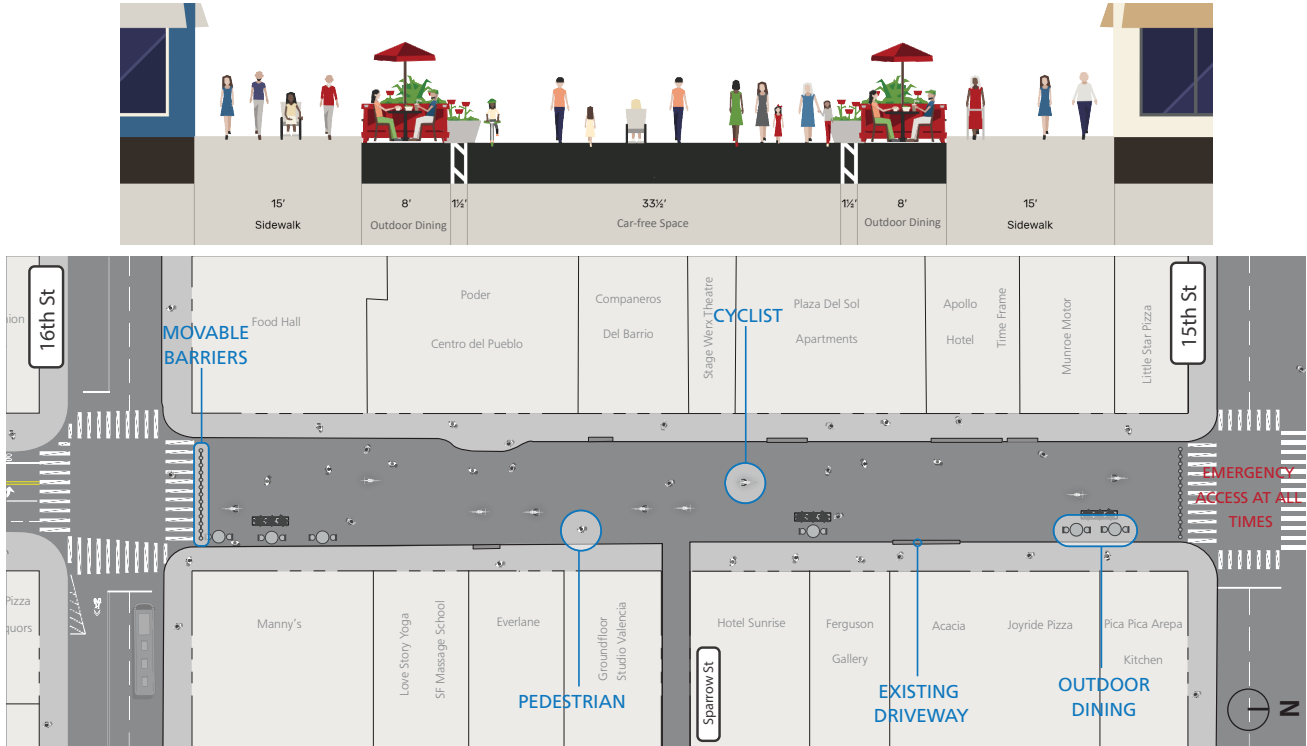 15'
8'
1½'
33½'
1½'
8'
15'
Sidewalk
Outdoor Dining
Car-free Space
Outdoor Dining
Sidewalk
16th St
15th St
Food Hall
Poder
Centro del Pueblo
Companeros
Del Barrio
Stage Werx Theatre
Plaza Del Sol
Apartments
Apollo
Hotel
Time Frame
Munroe Motor
Little Star Pizza
MOVABLE
BARRIERS
CYCLIST
EMERGENCY
ACCESS AT ALL
TIMES
Pizza
Manny's
Love Story Yoga
SF Massage School
Everlane
Groundfloor
Studio Valencia
Sparrow St
Hotel Sunrise
Ferguson
Gallery
Acacia
Joyride Pizza
Pica Pica Arepa
Kitchen
PEDESTRIAN
EXISTING
DRIVEWAY
OUTDOOR
DINING
N